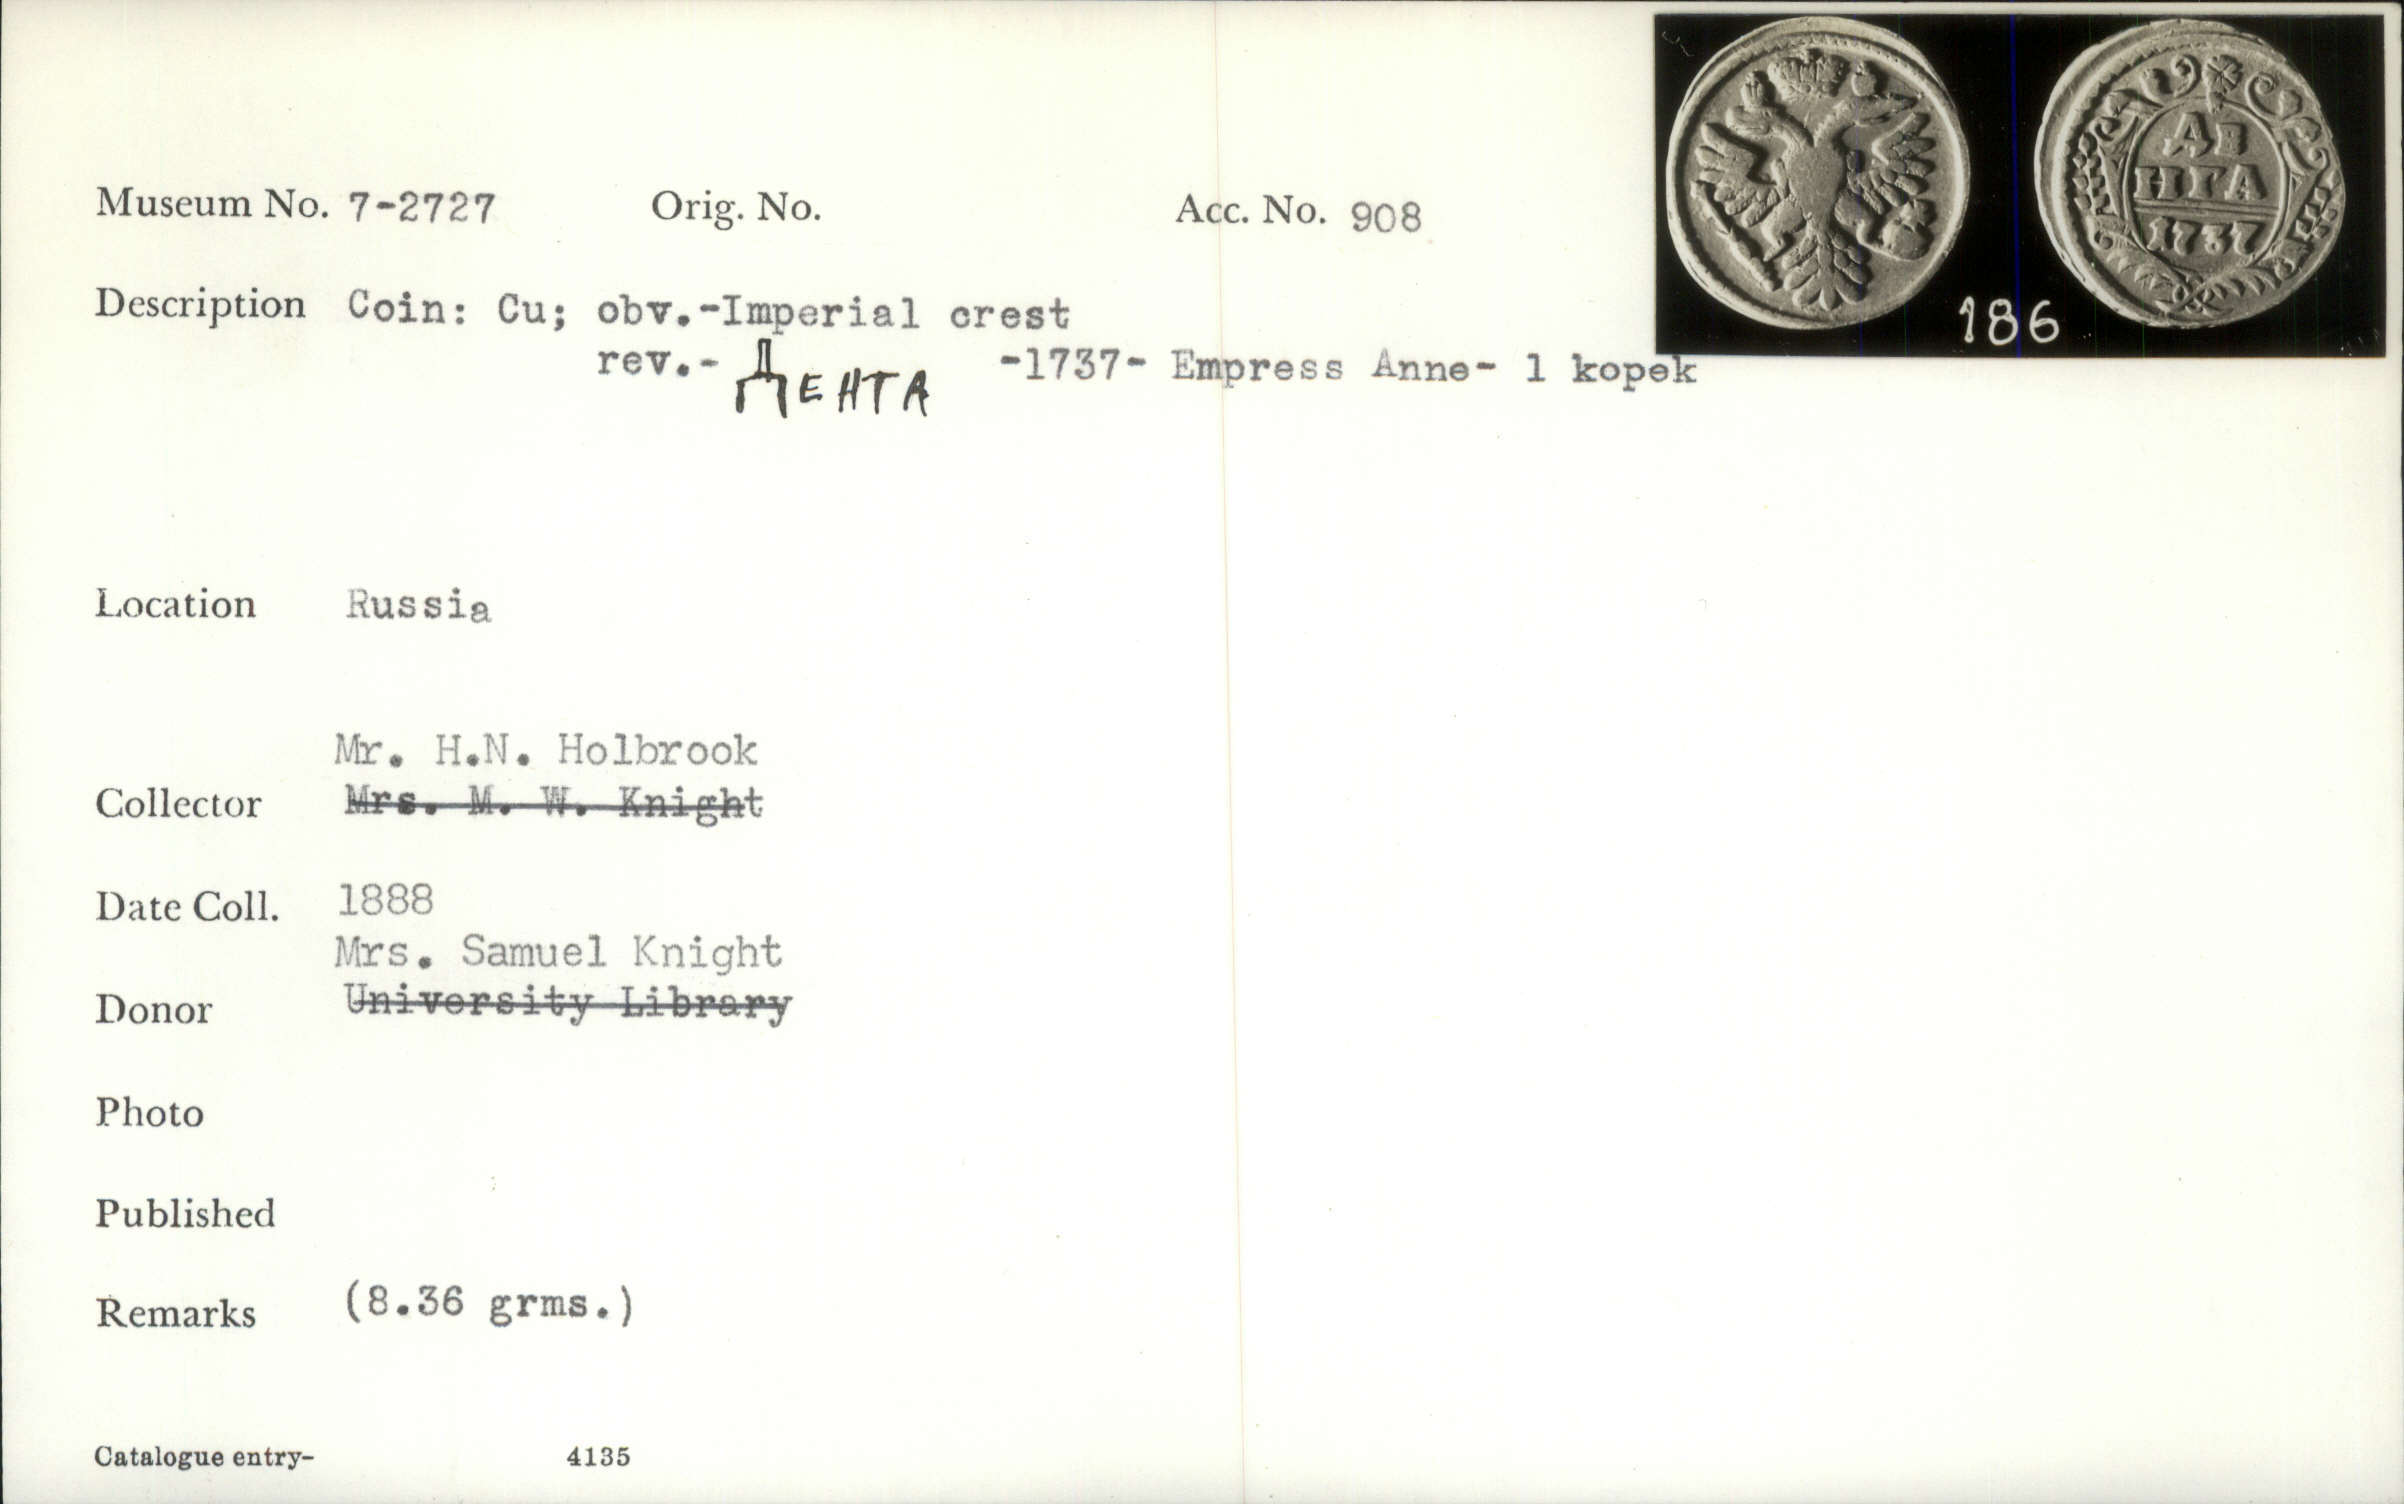 Museum No. 7-2727 Orig. No. Acc. No. 908
Description Coin: Cu; obv.-Imperial crest
rev.- ДЕНТА -1737- Empress Anne- 1 kopek
Location Russia
Mr. H.N. Holbrook
Collector Mrs. M. W. Knight
Date Coll. 1888
Mrs. Samuel Knight
Donor University Library
Photo
Published
Remarks (8.36 grms.)
Catalogue entry- 4135
ДЕ
НГА
1737
186